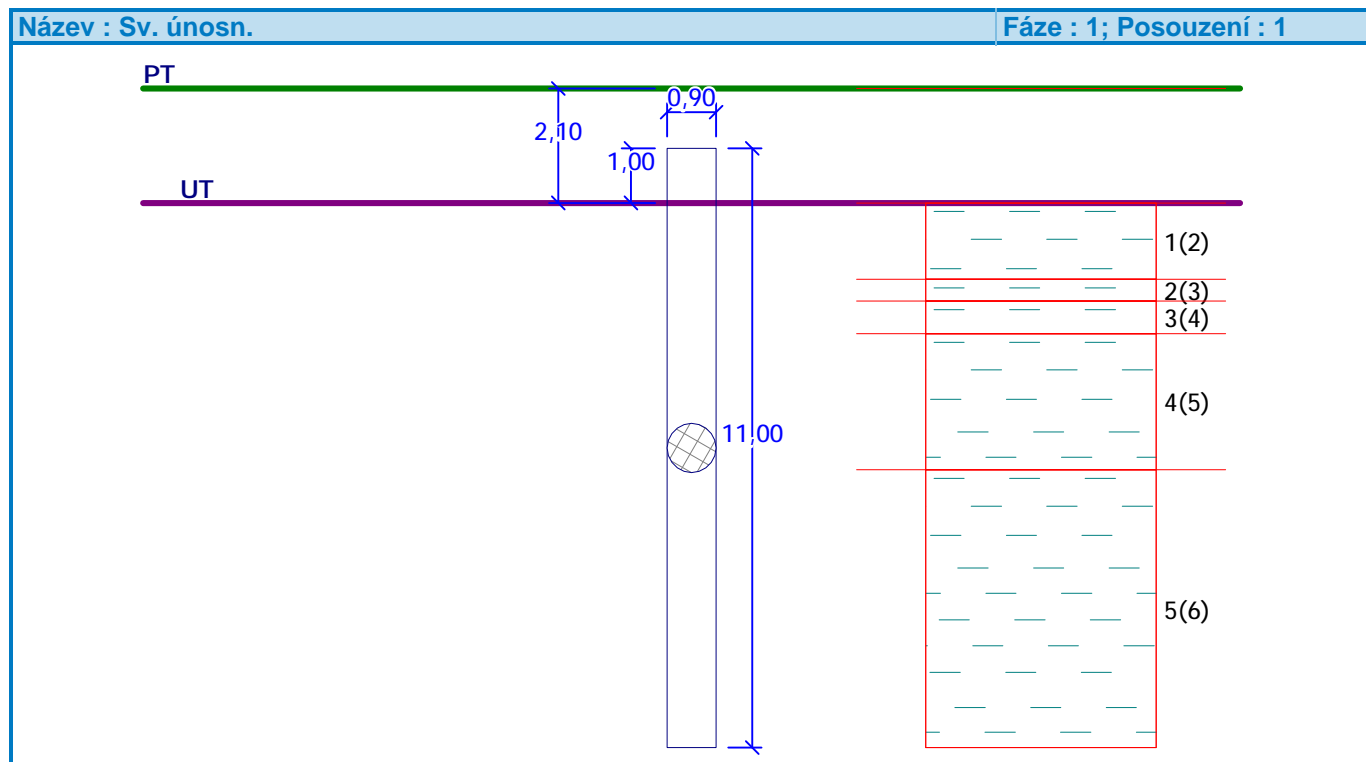 Název : Sv. únosn.
Fáze : 1; Posouzení : 1
PT
0,90
2,10
1,00
UT
1(2)
2(3)
3(4)
4(5)
11,00
5(6)